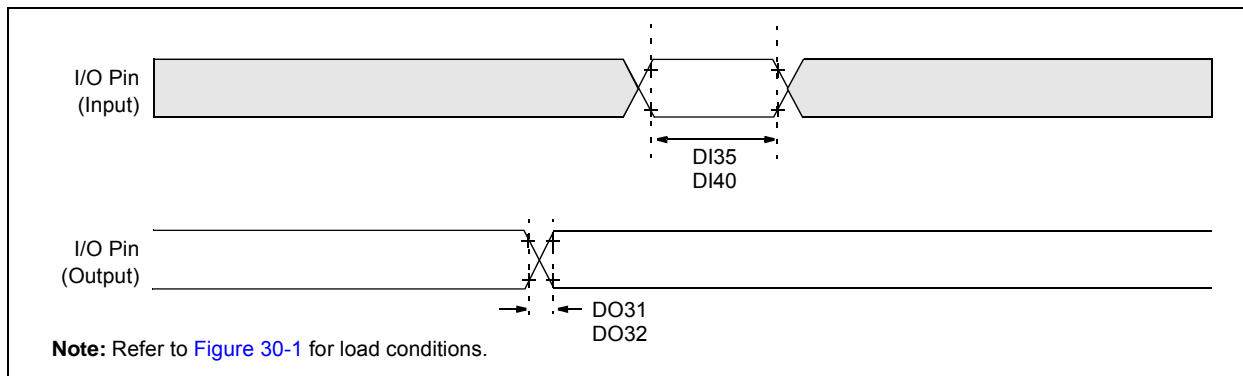 I/O Pin
(Input)
DI35
DI40
I/O Pin
(Output)
DO31
DO32
Note: Refer to Figure 30-1 for load conditions.